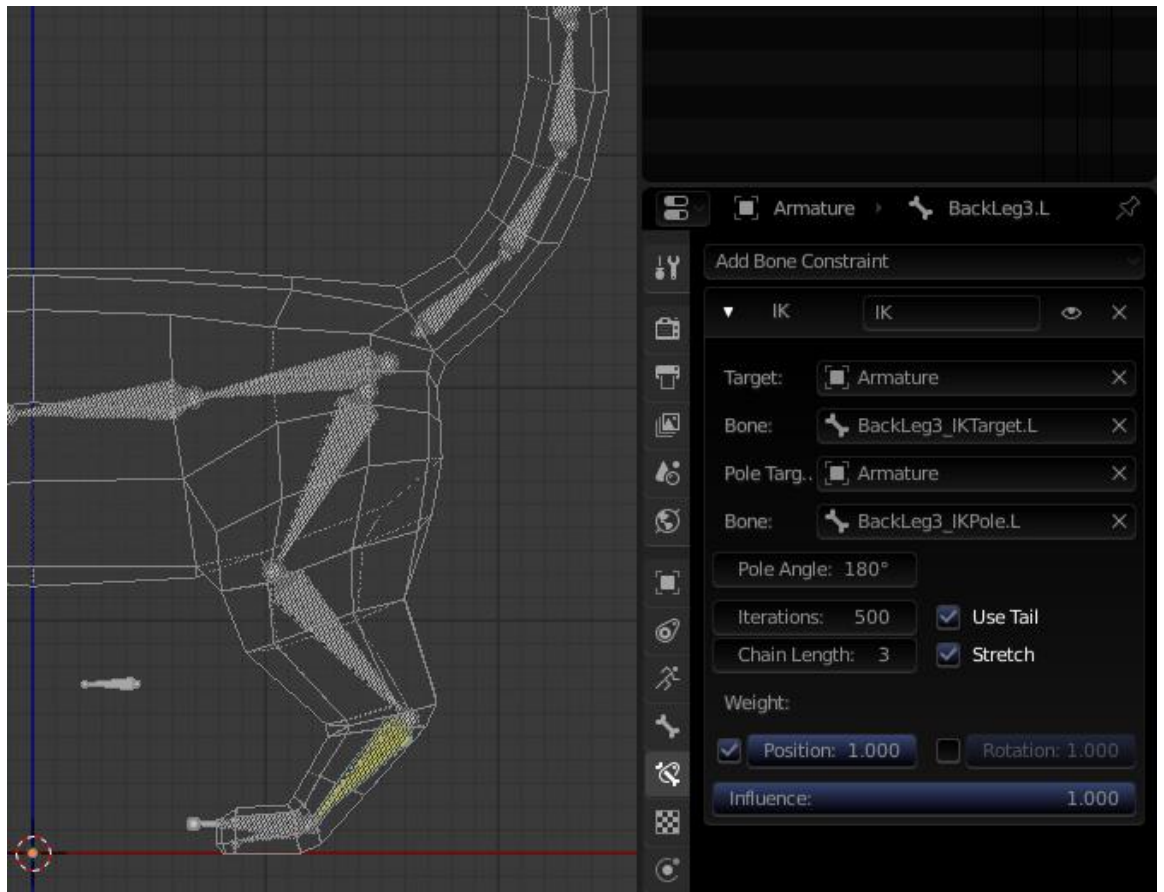 Armature › BackLeg3.L
Add Bone Constraint
IK IK
Target: Armature
Bone: BackLeg3_IKTarget.L
Pole Targ.. Armature
Bone: BackLeg3_IKPole.L
Pole Angle: 180°
Iterations: 500 Use Tail
Chain Length: 3 Stretch
Weight:
Position: 1.000 Rotation: 1.000
Influence: 1.000